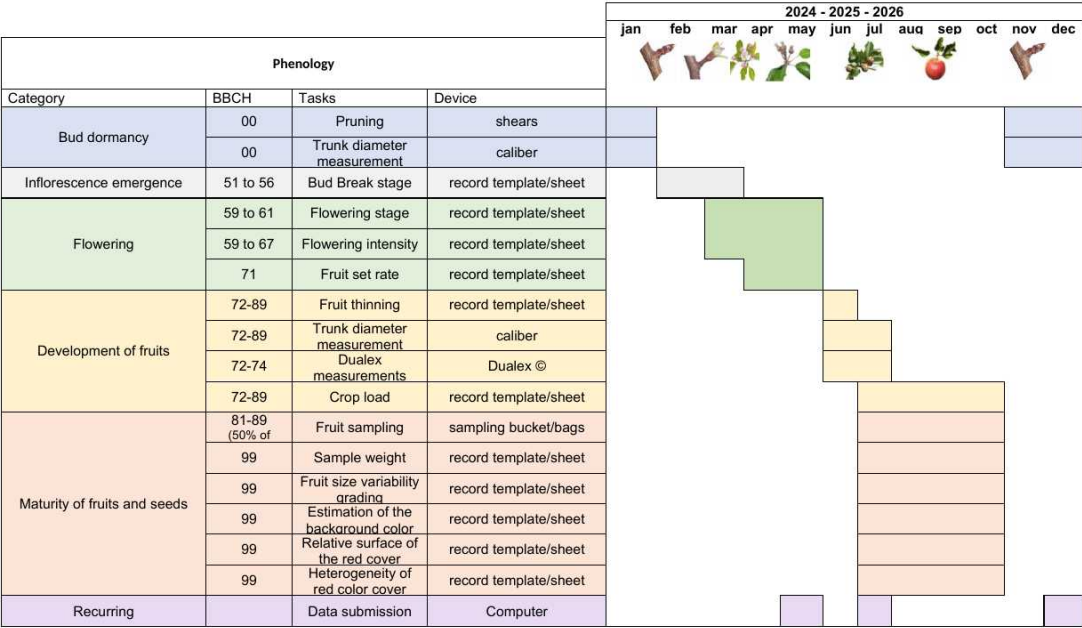 2024 - 2025 - 2026
jan feb mar apr may jun jul aug sep oct nov dec
Phenology
Category BBCH Tasks Device
Bud dormancy
00 Pruning shears
00 Trunk diameter measurement caliber
Inflorescence emergence 51 to 56 Bud Break stage record template/sheet
Flowering
59 to 61 Flowering stage record template/sheet
59 to 67 Flowering intensity record template/sheet
71 Fruit set rate record template/sheet
Development of fruits
72-89 Fruit thinning record template/sheet
72-89 Trunk diameter measurement caliber
72-74 Dualex measurements Dualex ©
72-89 Crop load record template/sheet
Maturity of fruits and seeds
81-89 (50% of Fruit sampling sampling bucket/bags
99 Sample weight record template/sheet
99 Fruit size variability grading record template/sheet
99 Estimation of the background color record template/sheet
99 Relative surface of the red cover record template/sheet
99 Heterogeneity of red color cover record template/sheet
Recurring Data submission Computer